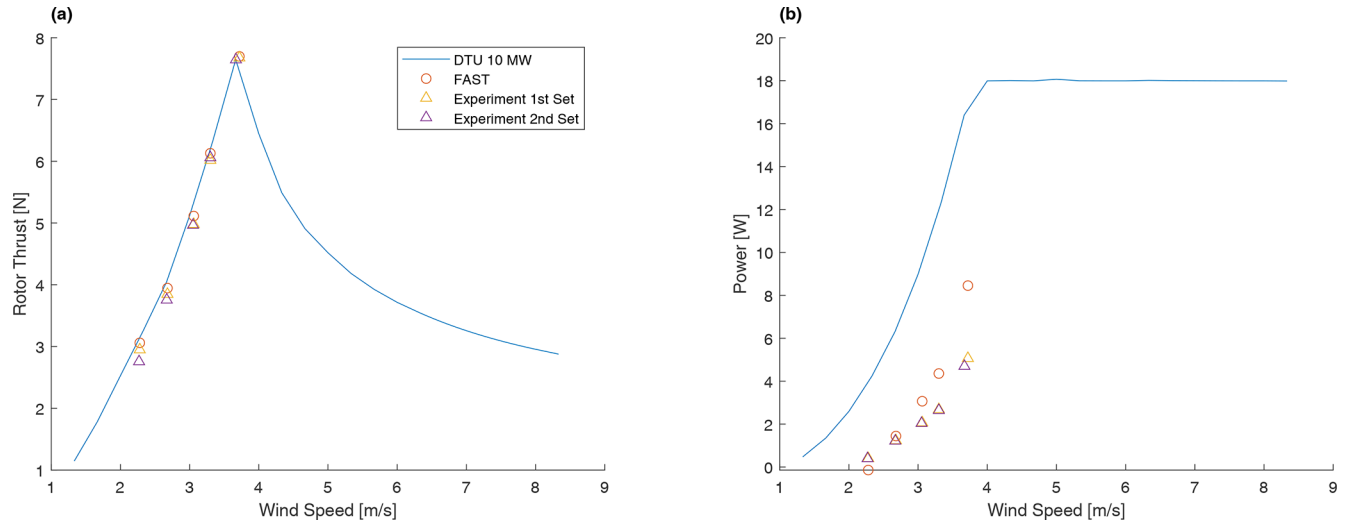 (a)
8
7
6
5
4
3
2
1
Rotor Thrust [N]
1 2 3 4 5 6 7 8 9
Wind Speed [m/s]
DTU 10 MW
FAST
Experiment 1st Set
Experiment 2nd Set
(b)
20
18
16
14
12
10
8
6
4
2
0
Power [W]
1 2 3 4 5 6 7 8 9
Wind Speed [m/s]